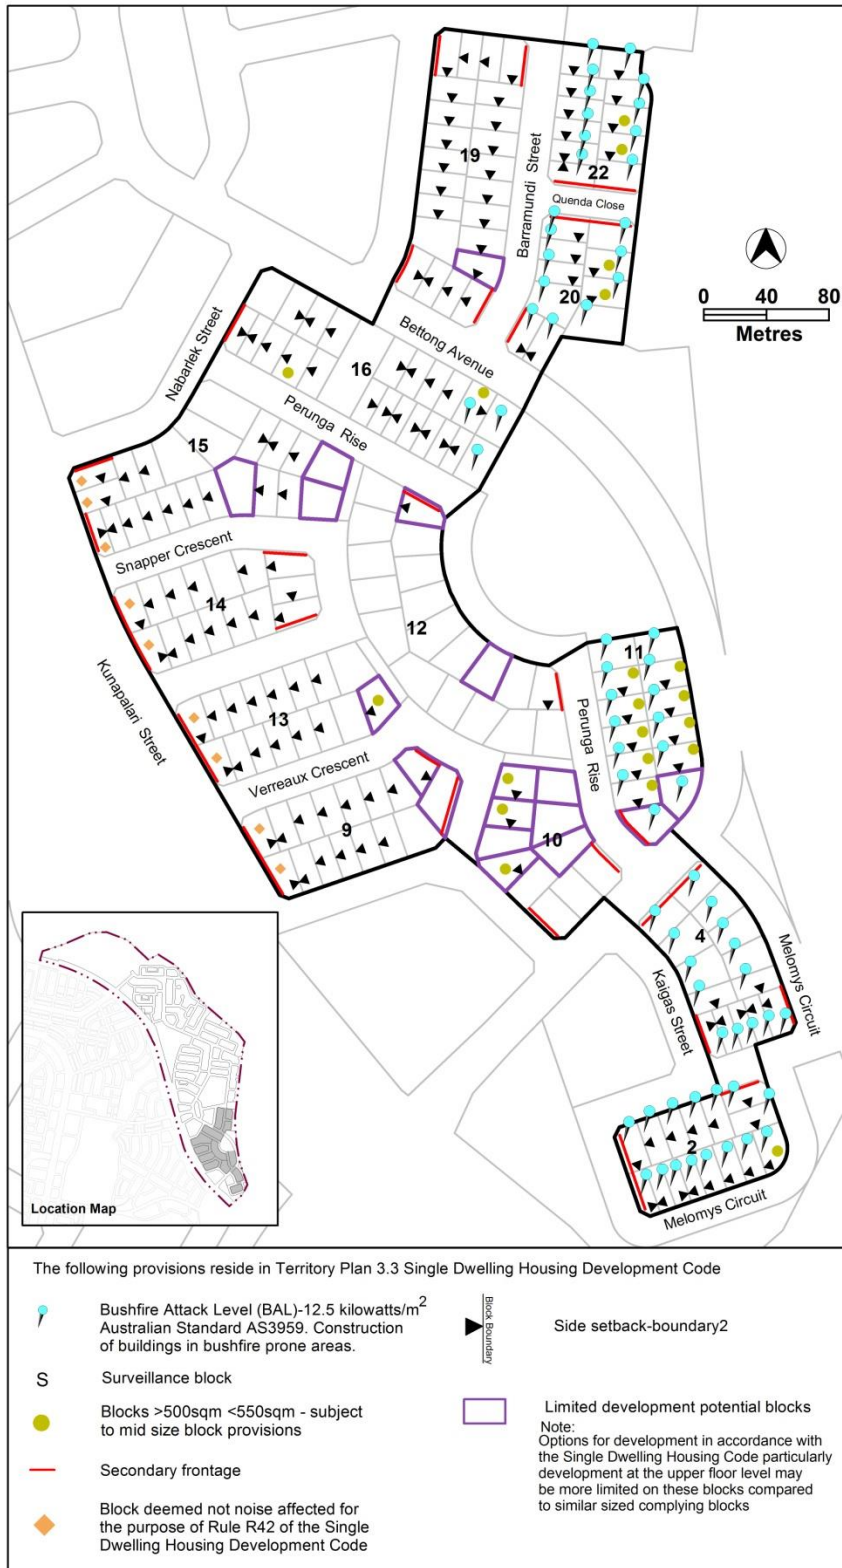 19
Barramundi Street
22
Quenda Close
20
0 40 80
Metres
Nabarlek Street
Bettong Avenue
16
Perunga Rise
15
Snapper Crescent
14
12
11
Kunapalari Street
13
Perunga Rise
Verreaux Crescent
9
10
4
Kaigas Street
Melomys Circuit
2
Melomys Circuit
Location Map
The following provisions reside in Territory Plan 3.3 Single Dwelling Housing Development Code
Bushfire Attack Level (BAL)-12.5 kilowatts/m2
Australian Standard AS3959. Construction
of buildings in bushfire prone areas.
S Surveillance block
Blocks >500sqm <550sqm - subject
to mid size block provisions
Secondary frontage
Block deemed not noise affected for
the purpose of Rule R42 of the Single
Dwelling Housing Development Code
Block Boundary
Side setback-boundary2
Limited development potential blocks
Note:
Options for development in accordance with
the Single Dwelling Housing Code particularly
development at the upper floor level may
be more limited on these blocks compared
to similar sized complying blocks